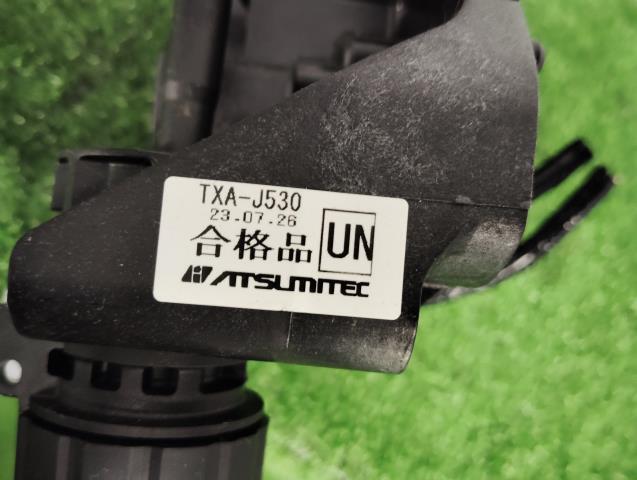 TXA-J530
23.07.26
合格品
UN
ATSUMITEC